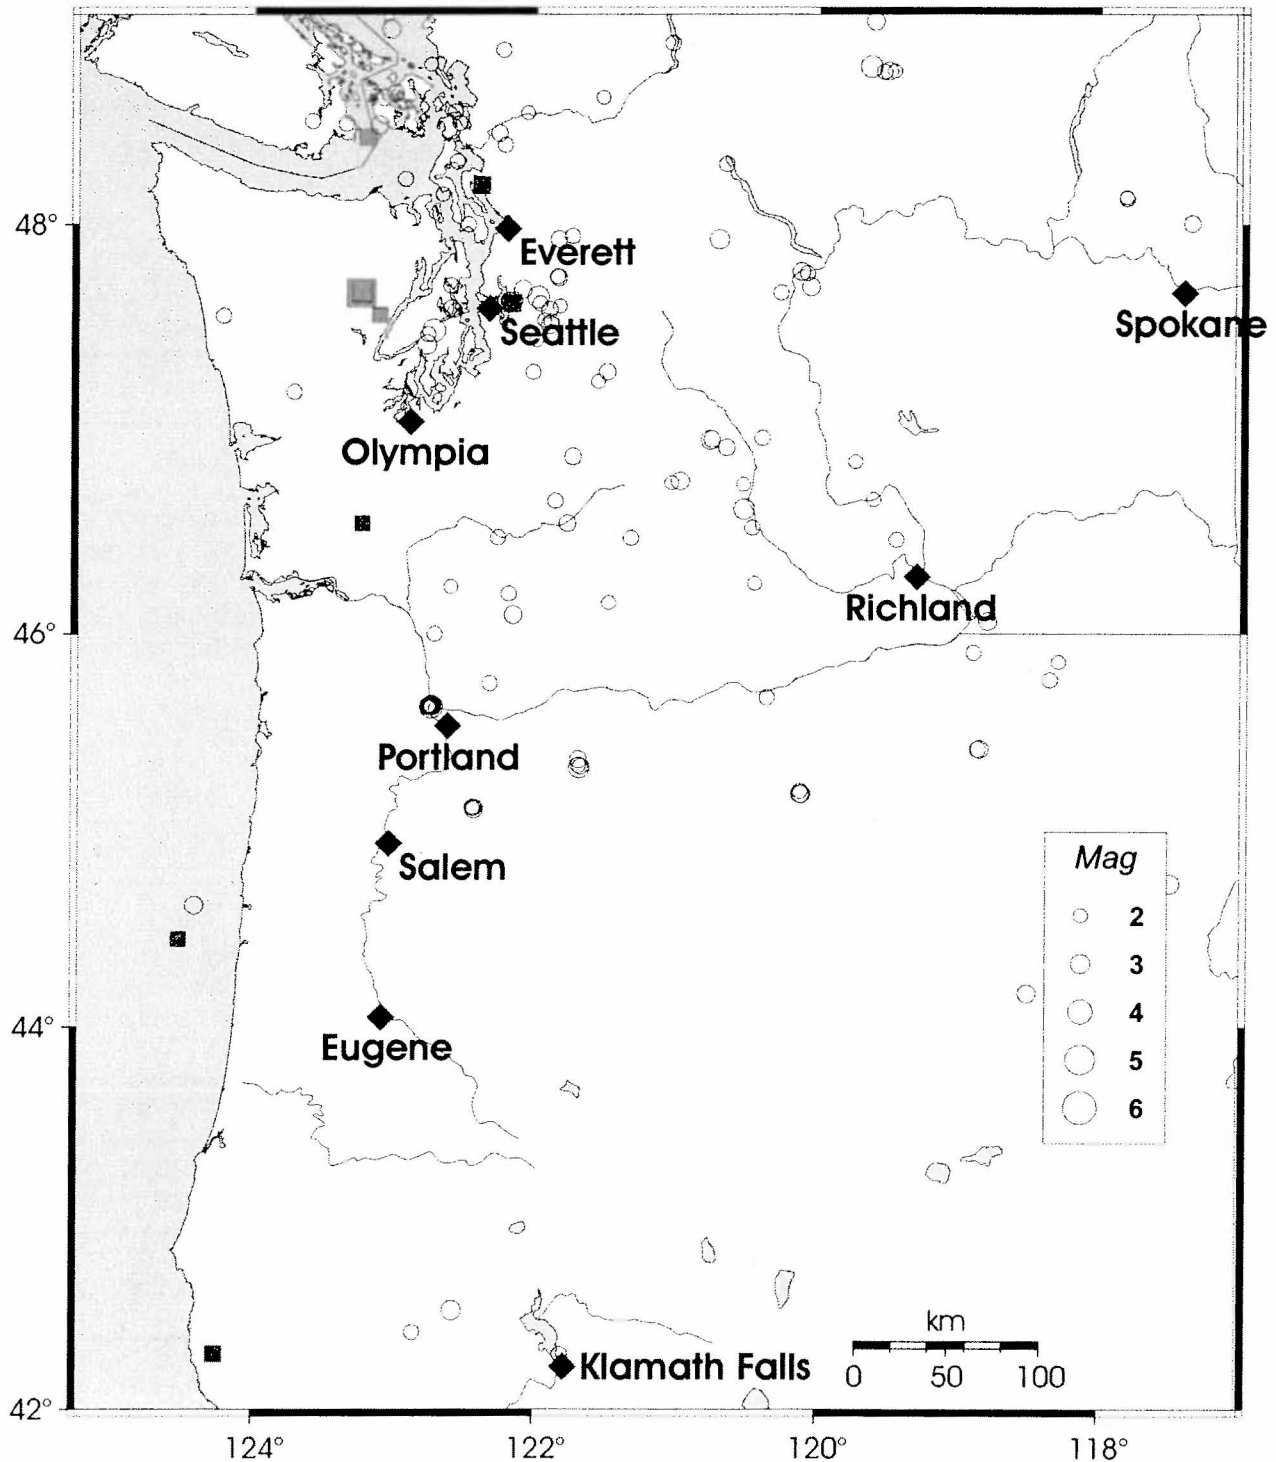 48°
Everett
Seattle
Spokane
Olympia
46°
Richland
Portland
Salem
Mag
2
3
4
5
6
44°
Eugene
km
0 50 100
Klamath Falls
42°
124° 122° 120° 118°